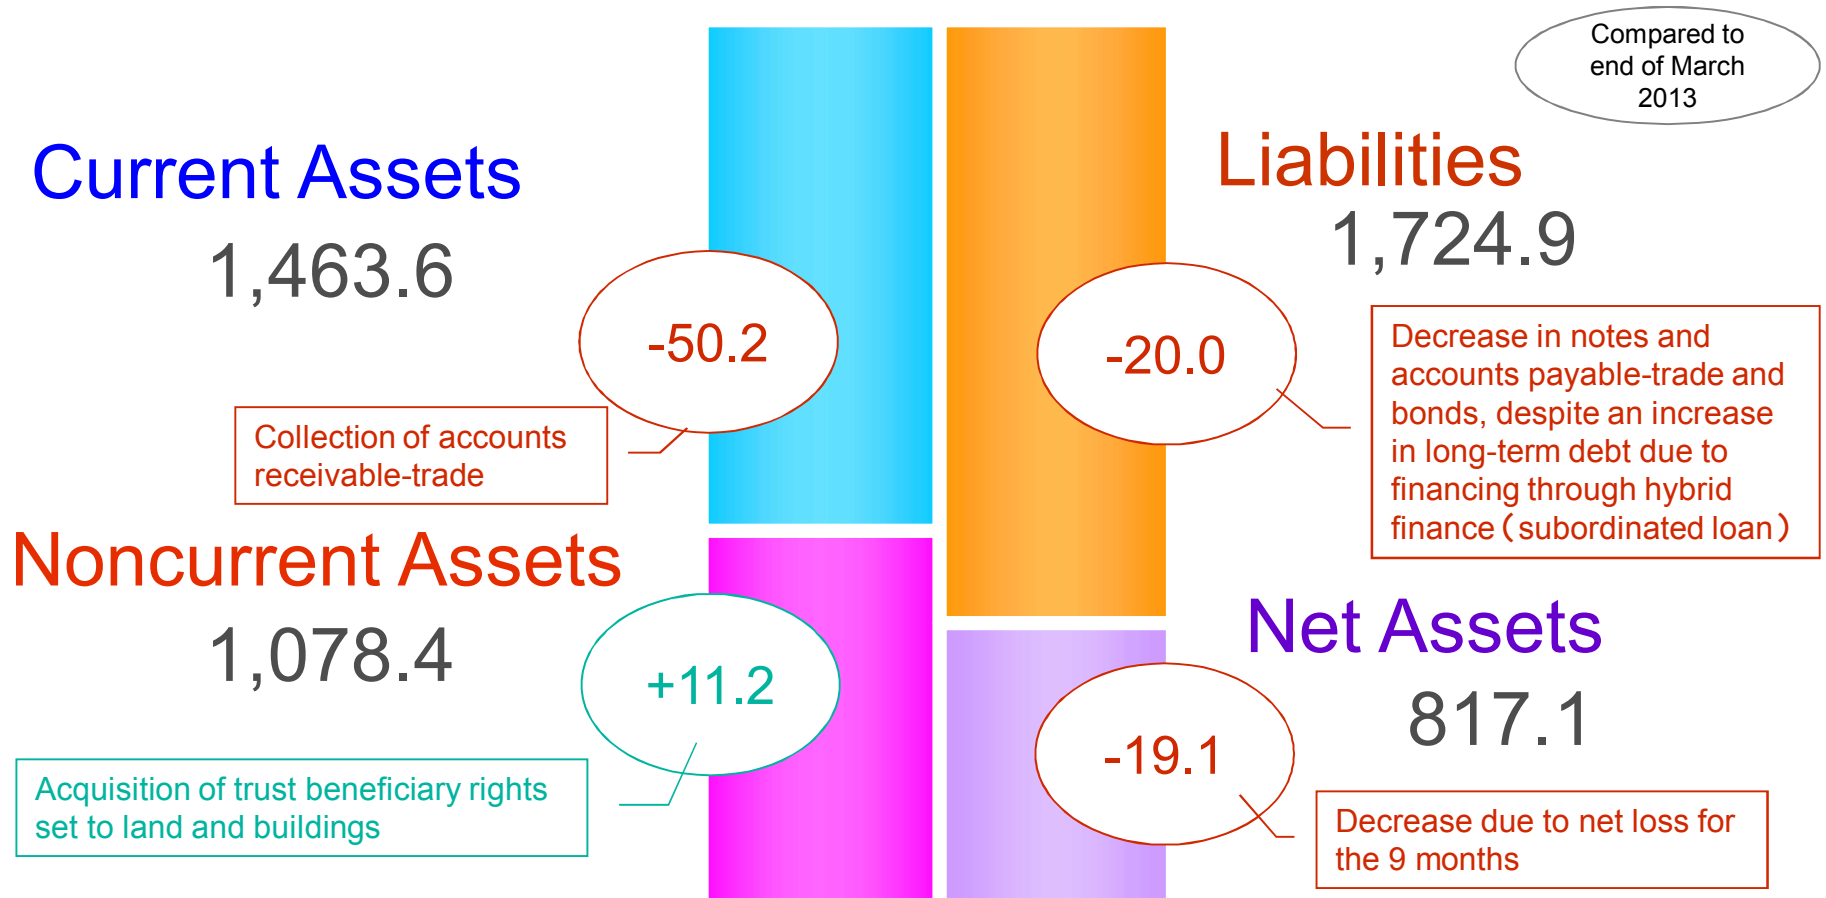 Compared to
end of March
2013
Current Assets
1,463.6
-50.2
Collection of accounts
receivable-trade
Noncurrent Assets
1,078.4
+11.2
Acquisition of trust beneficiary rights
set to land and buildings
Liabilities
1,724.9
-20.0
Decrease in notes and
accounts payable-trade and
bonds, despite an increase
in long-term debt due to
financing through hybrid
finance（subordinated loan）
Net Assets
817.1
-19.1
Decrease due to net loss for
the 9 months